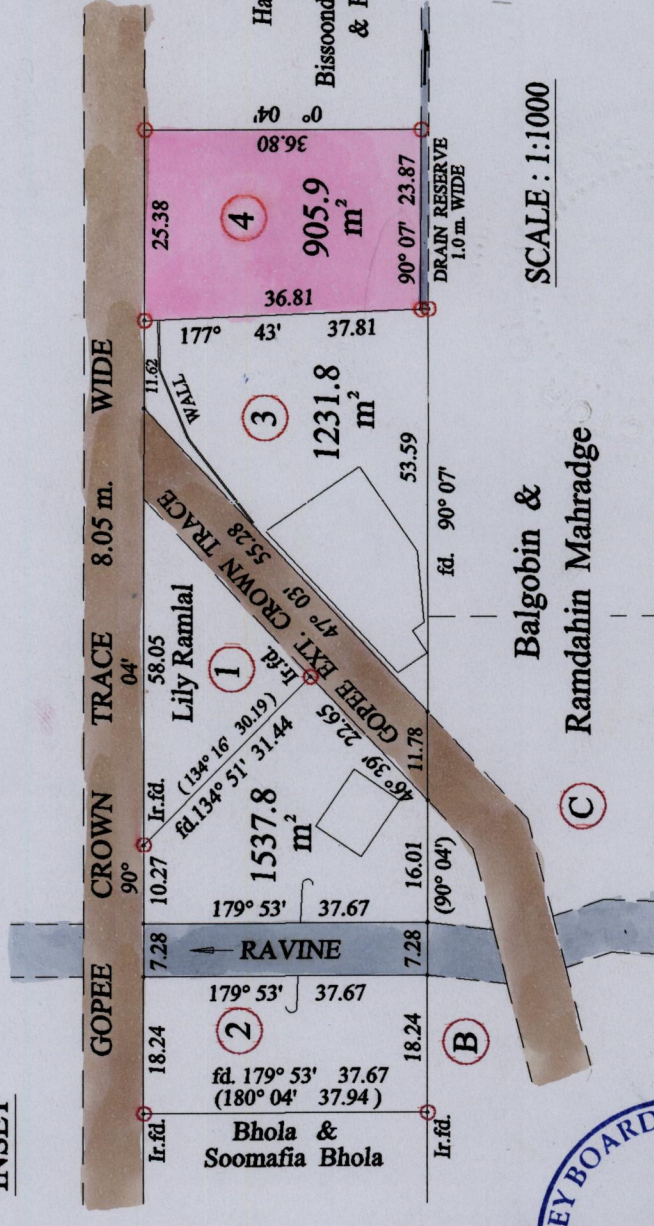 INSET
GOPEE CROWN TRACE 8.05 m. WIDE
90° 04'
Ir.fd.
18.24
7.28
10.27
Ir.fd.
58.05
11.62
25.38
Lily Ramlal
1
WALL
2
179° 53' 37.67
RAVINE
179° 53' 37.67
fd. 179° 53' 37.67
(180° 04' 37.94 )
Bhola &
Soomafia Bhola
Ir.fd.
18.24
7.28
16.01
(90° 04')
11.78
1537.8
m²
( 134° 16' 30.19 )
fd.134° 51' 31.44
Ir.fd.
46° 39' 22.65
GOPEE EXT. CROWN TRACE
47° 03' 55.28
3
1231.8
m²
177° 43' 37.81
36.81
53.59
fd. 90° 07'
4
905.9
m²
36.80
0° 04'
90° 07' 23.87
DRAIN RESERVE
1.0 m. WIDE
Ha
Bissoond
&
B
C
Balgobin &
Ramdahin Mahradge
SCALE : 1:1000
EY BOARD